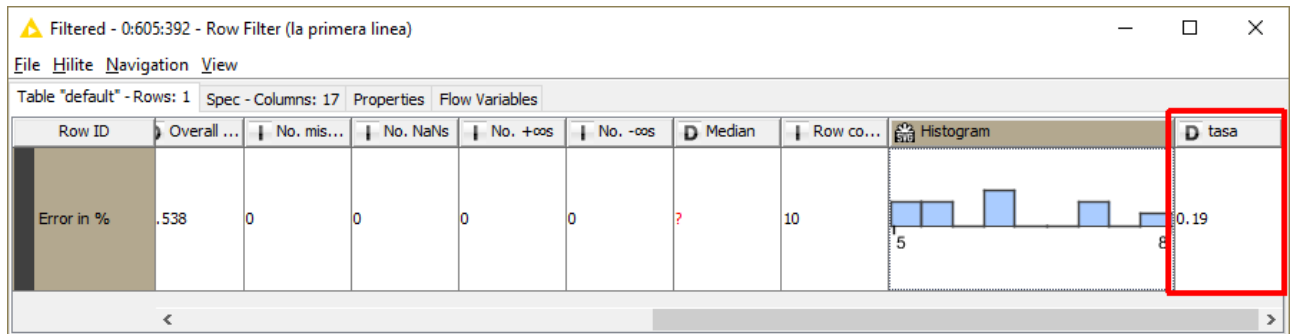 Filtered - 0:605:392 - Row Filter (la primera linea)
File Hilite Navigation View
Table "default" - Rows: 1 Spec - Columns: 17 Properties Flow Variables
Row ID D Overall ... I No. mis... I No. NaNs I No. +∞s I No. -∞s D Median I Row co... SVG Histogram D tasa
Error in % .538 0 0 0 0 ? 10 0.19
5 8